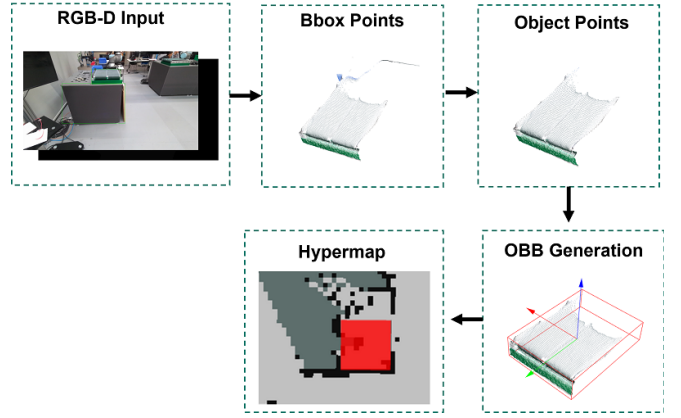 RGB-D Input
Bbox Points
Object Points
Hypermap
OBB Generation